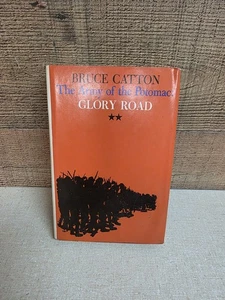 BRUCE CATTON
The Army of the Potomac
GLORY ROAD